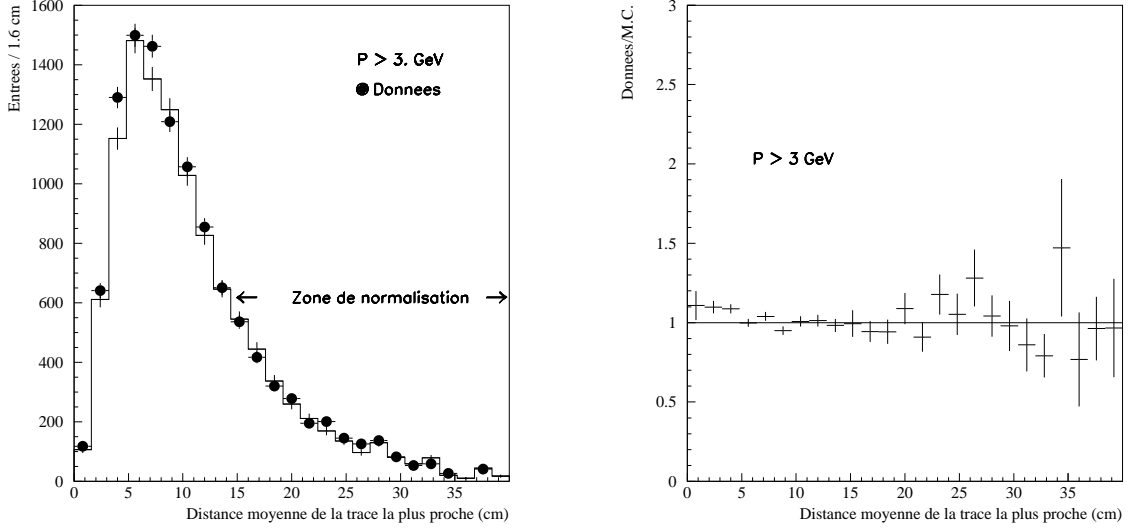 Entrees / 1.6 cm
1600
1400
1200
1000
800
600
400
200
0
P > 3. GeV
Donnees
Zone de normalisation
0 5 10 15 20 25 30 35
Distance moyenne de la trace la plus proche (cm)
Donnees/M.C.
3
2.5
2
1.5
1
0.5
0
P > 3 GeV
0 5 10 15 20 25 30 35
Distance moyenne de la trace la plus proche (cm)